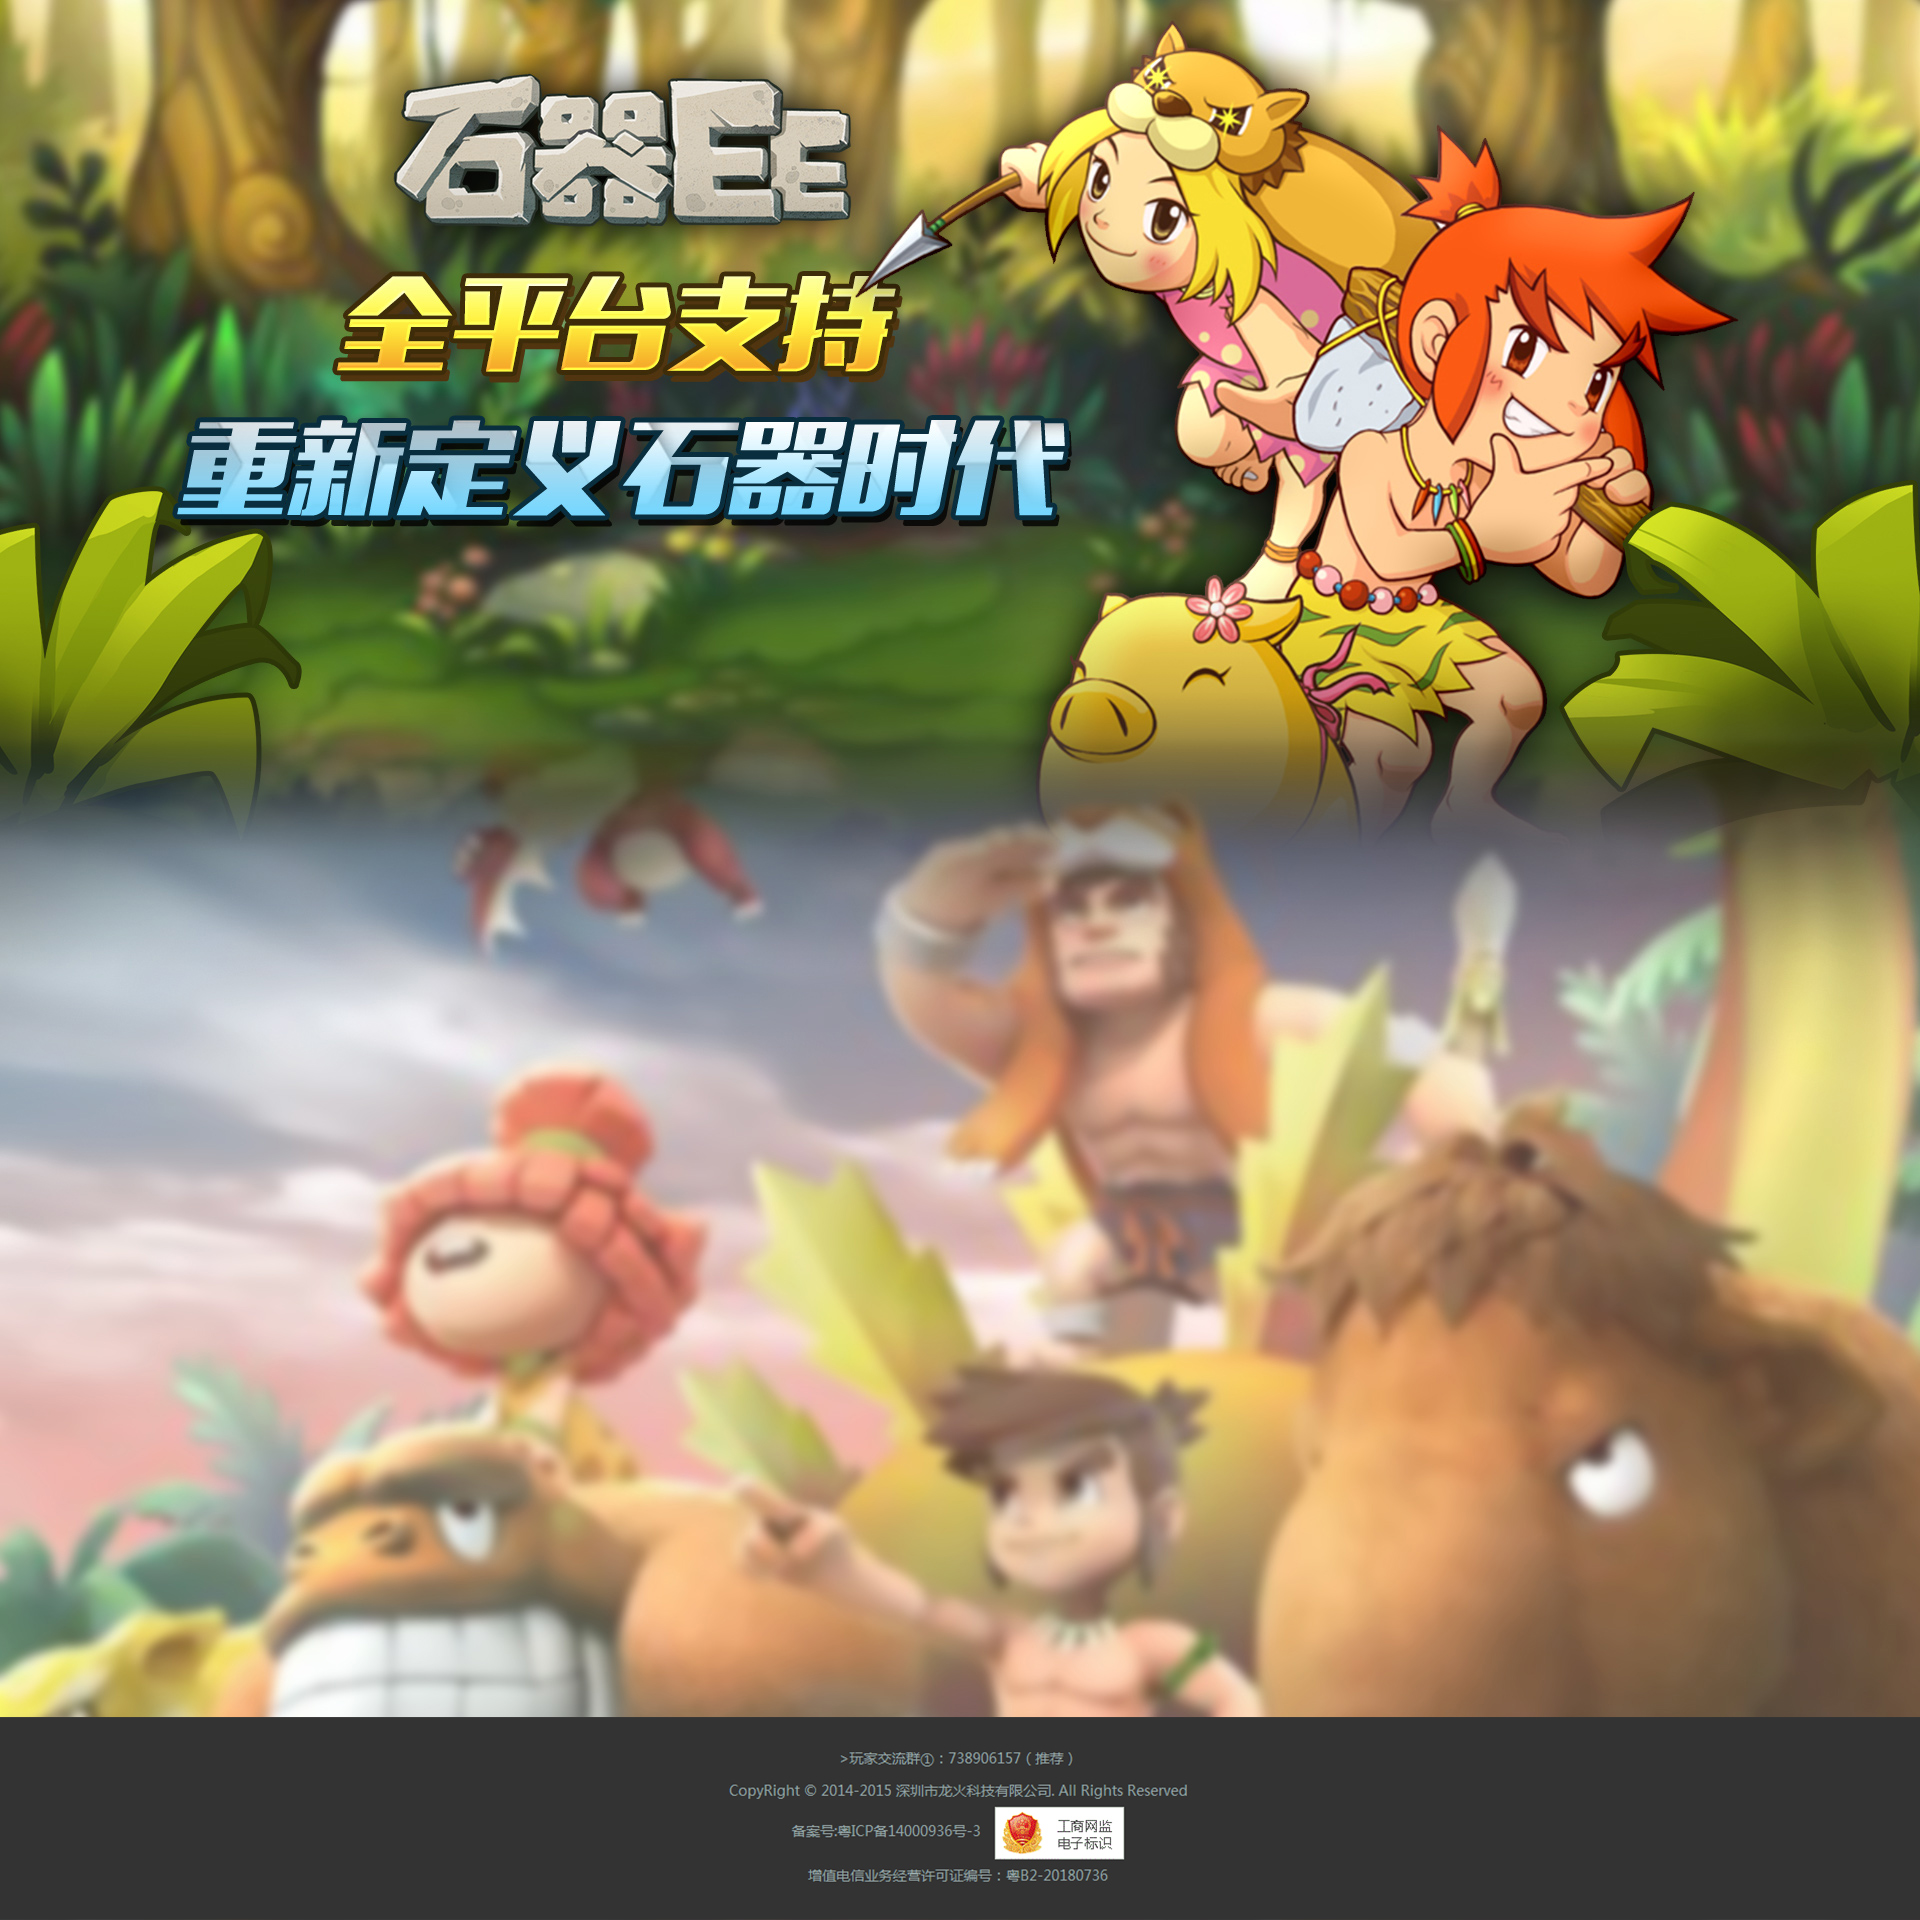 石器EE
全平台支持
重新定义石器时代
>玩家交流群①：738906157 ( 推荐 )
CopyRight © 2014-2015 深圳市龙火科技有限公司. All Rights Reserved
备案号:粤ICP备14000936号-3
工商网监
电子标识
增值电信业务经营许可证编号：粤B2-20180736